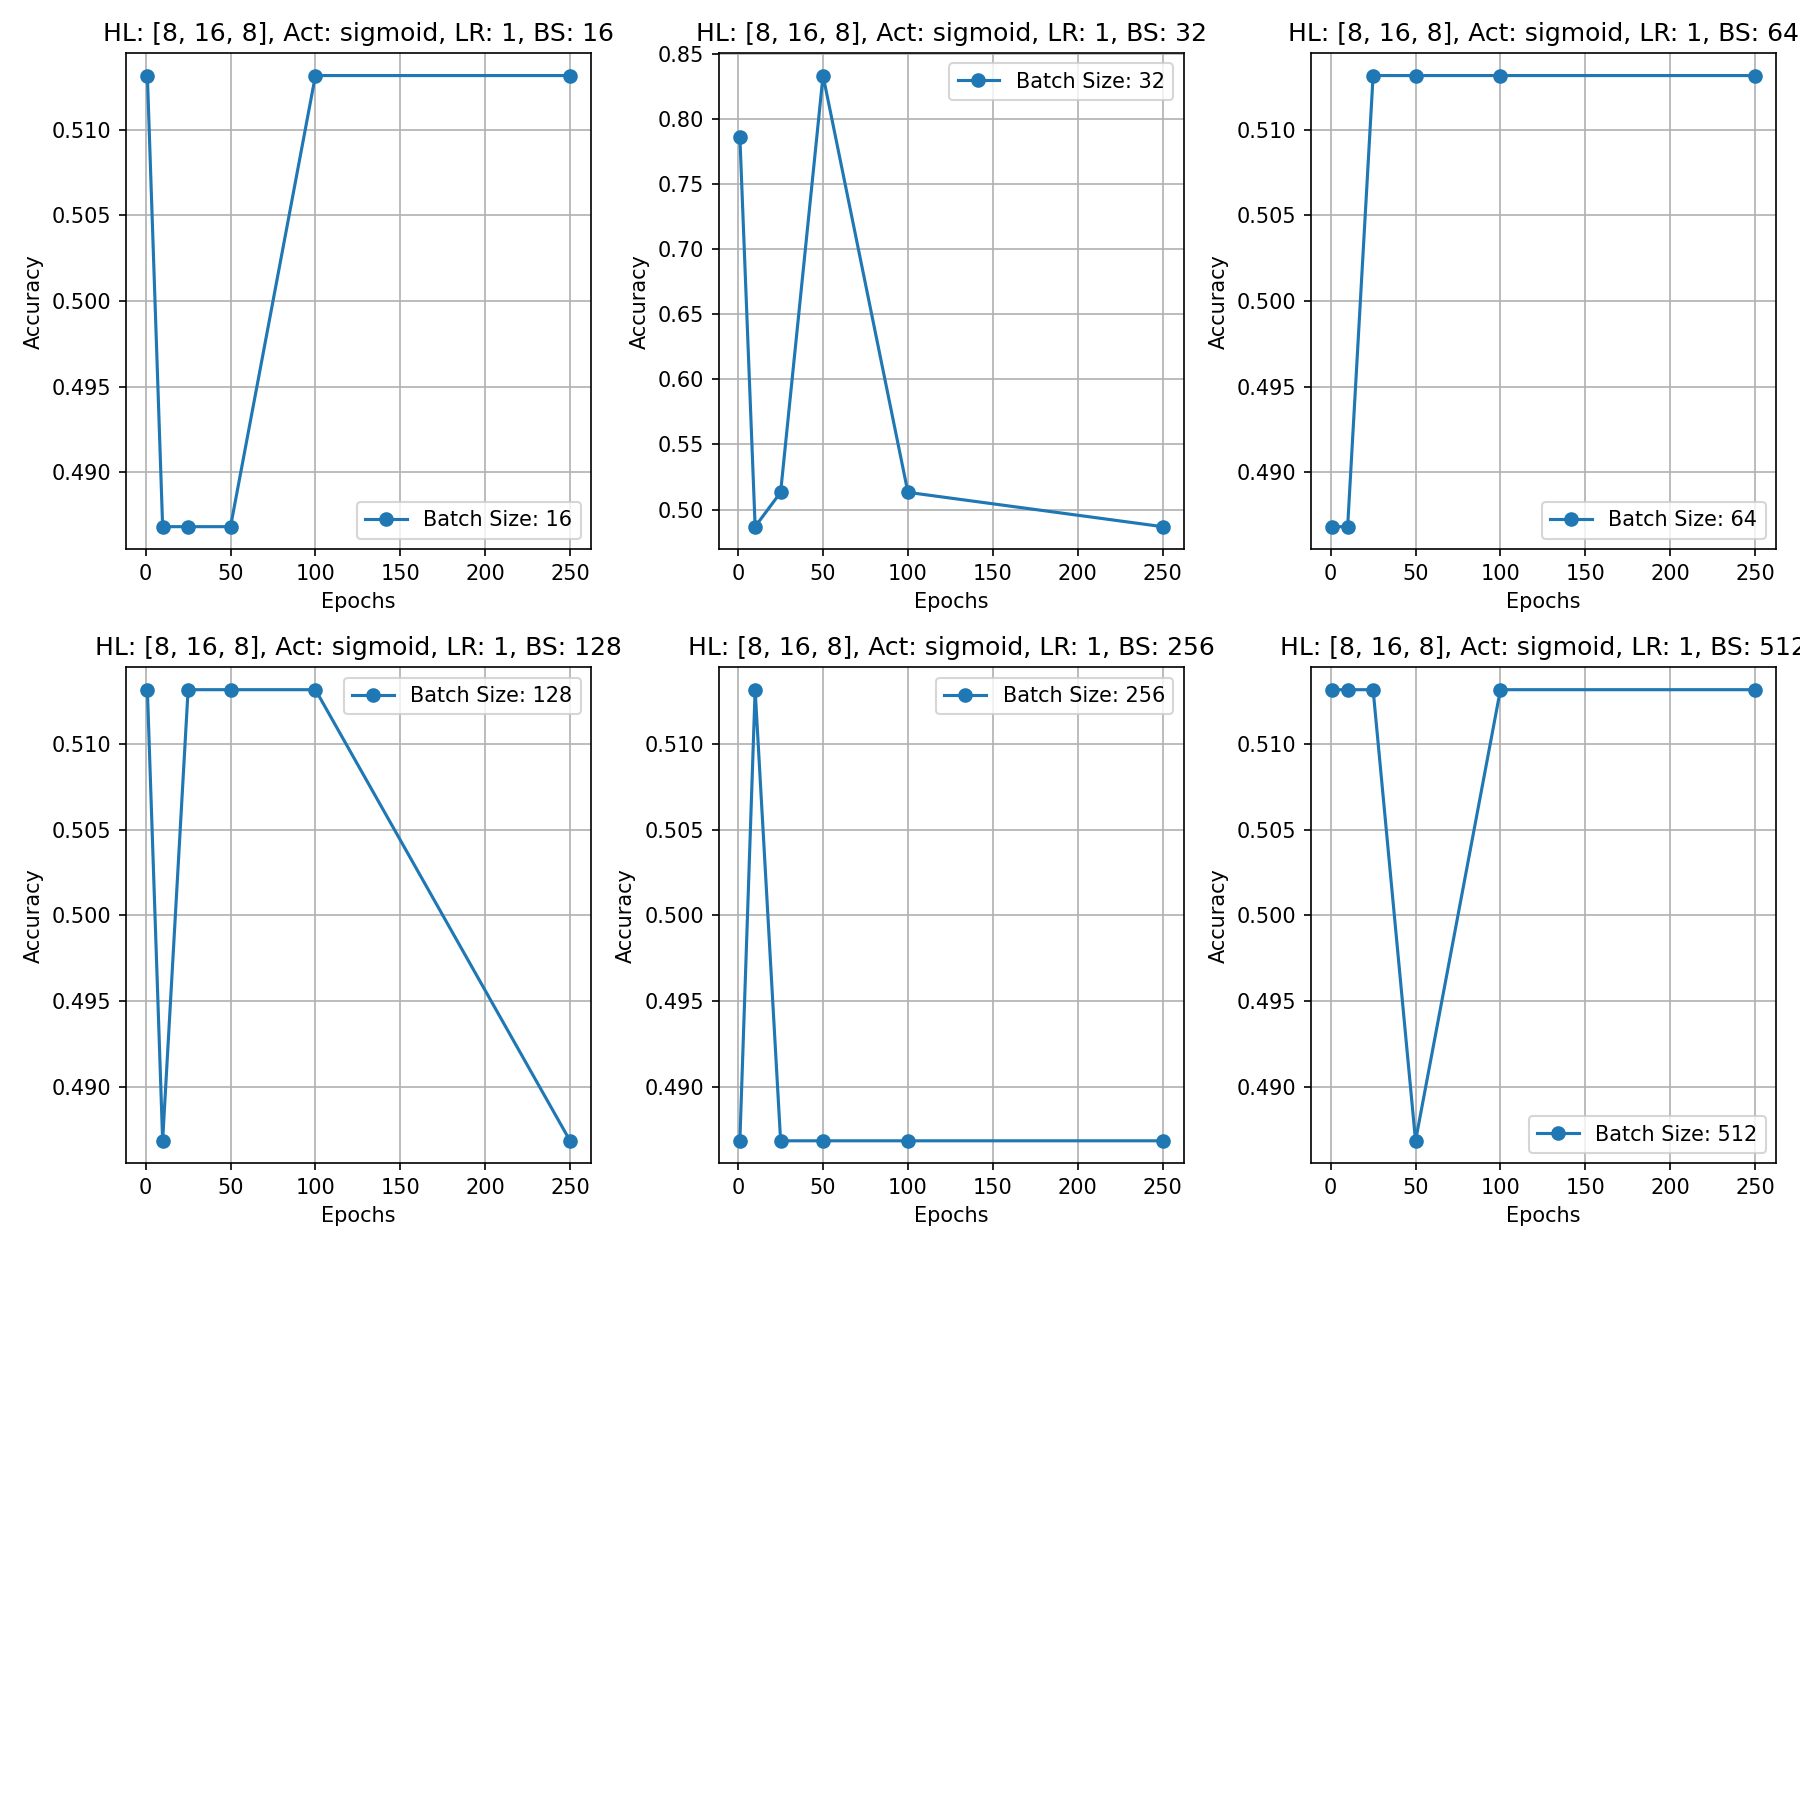 HL: [8, 16, 8], Act: sigmoid, LR: 1, BS: 16
0.510
0.505
0.500
0.495
0.490
Accuracy
Batch Size: 16
0 50 100 150 200 250
Epochs
HL: [8, 16, 8], Act: sigmoid, LR: 1, BS: 32
0.85
0.80
0.75
0.70
0.65
0.60
0.55
0.50
Accuracy
Batch Size: 32
0 50 100 150 200 250
Epochs
HL: [8, 16, 8], Act: sigmoid, LR: 1, BS: 64
0.510
0.505
0.500
0.495
0.490
Accuracy
Batch Size: 64
0 50 100 150 200 250
Epochs
HL: [8, 16, 8], Act: sigmoid, LR: 1, BS: 128
Batch Size: 128
0.510
0.505
0.500
0.495
0.490
Accuracy
0 50 100 150 200 250
Epochs
HL: [8, 16, 8], Act: sigmoid, LR: 1, BS: 256
Batch Size: 256
0.510
0.505
0.500
0.495
0.490
Accuracy
0 50 100 150 200 250
Epochs
HL: [8, 16, 8], Act: sigmoid, LR: 1, BS: 512
0.510
0.505
0.500
0.495
0.490
Accuracy
Batch Size: 512
0 50 100 150 200 250
Epochs